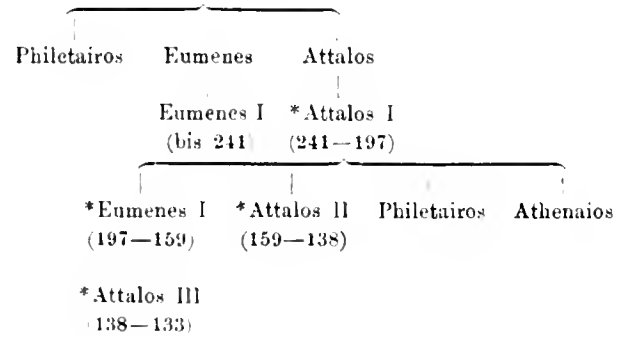 Philetairos Eumenes Attalos
Eumenes I *Attalos I
(bis 241) (241—197)
*Eumenes I *Attalos II Philetairos Athenaios
(197—159) (159—138)
*Attalos III
(138—133)